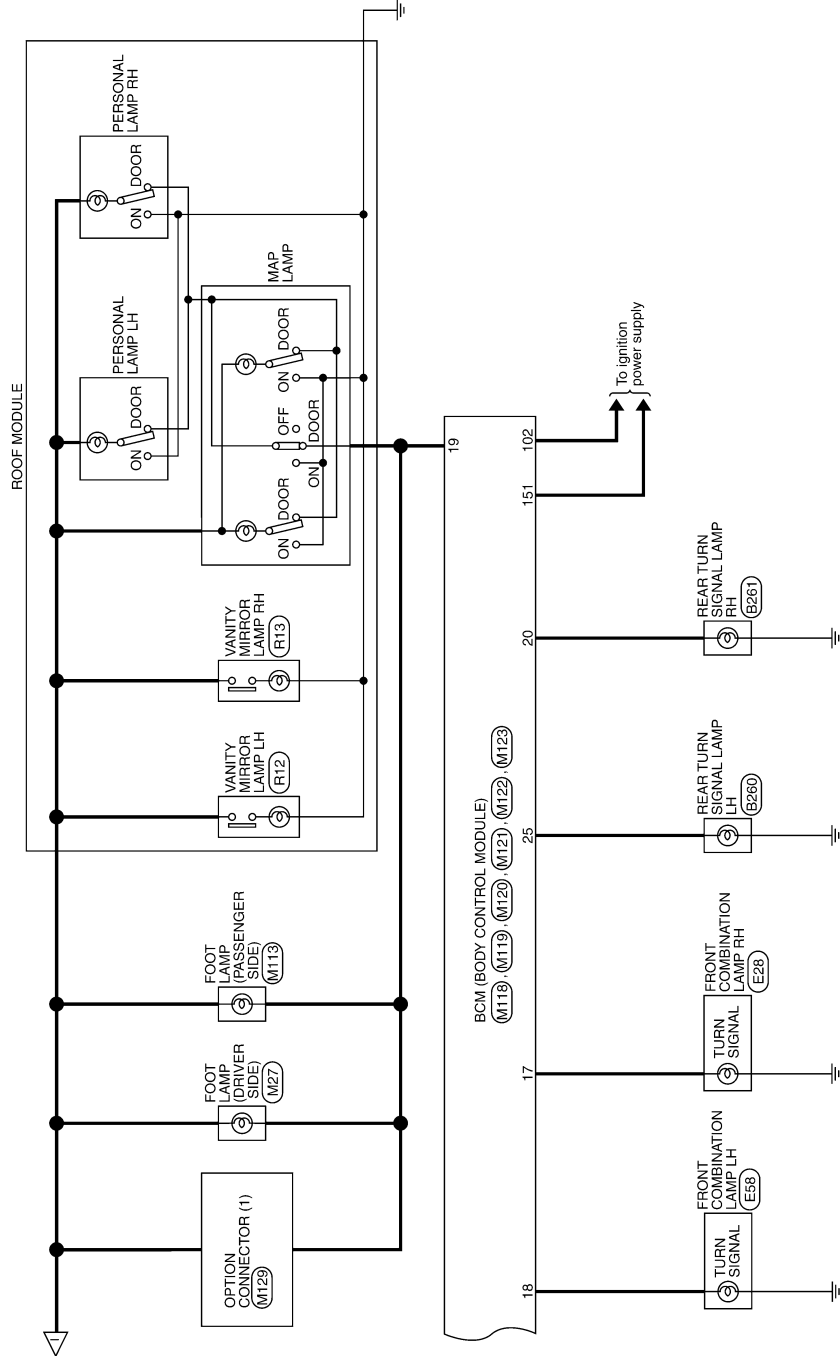 ROOF MODULE
PERSONAL
LAMP RH
ON
DOOR
PERSONAL
LAMP LH
ON
DOOR
MAP
LAMP
ON
DOOR
ON
OFF
DOOR
ON
DOOR
VANITY
MIRROR
LAMP RH
R13
VANITY
MIRROR
LAMP LH
R12
FOOT
LAMP
(PASSENGER
SIDE)
M113
FOOT
LAMP
(DRIVER
SIDE)
M27
OPTION
CONNECTOR (1)
M129
I
19
BCM (BODY CONTROL MODULE)
M118 , M119 , M120 , M121 , M122 , M123
18
17
25
20
151
102
To ignition
power supply
FRONT
COMBINATION
LAMP LH
E58
TURN
SIGNAL
FRONT
COMBINATION
LAMP RH
E28
TURN
SIGNAL
REAR TURN
SIGNAL LAMP
LH
B260
REAR TURN
SIGNAL LAMP
RH
B261